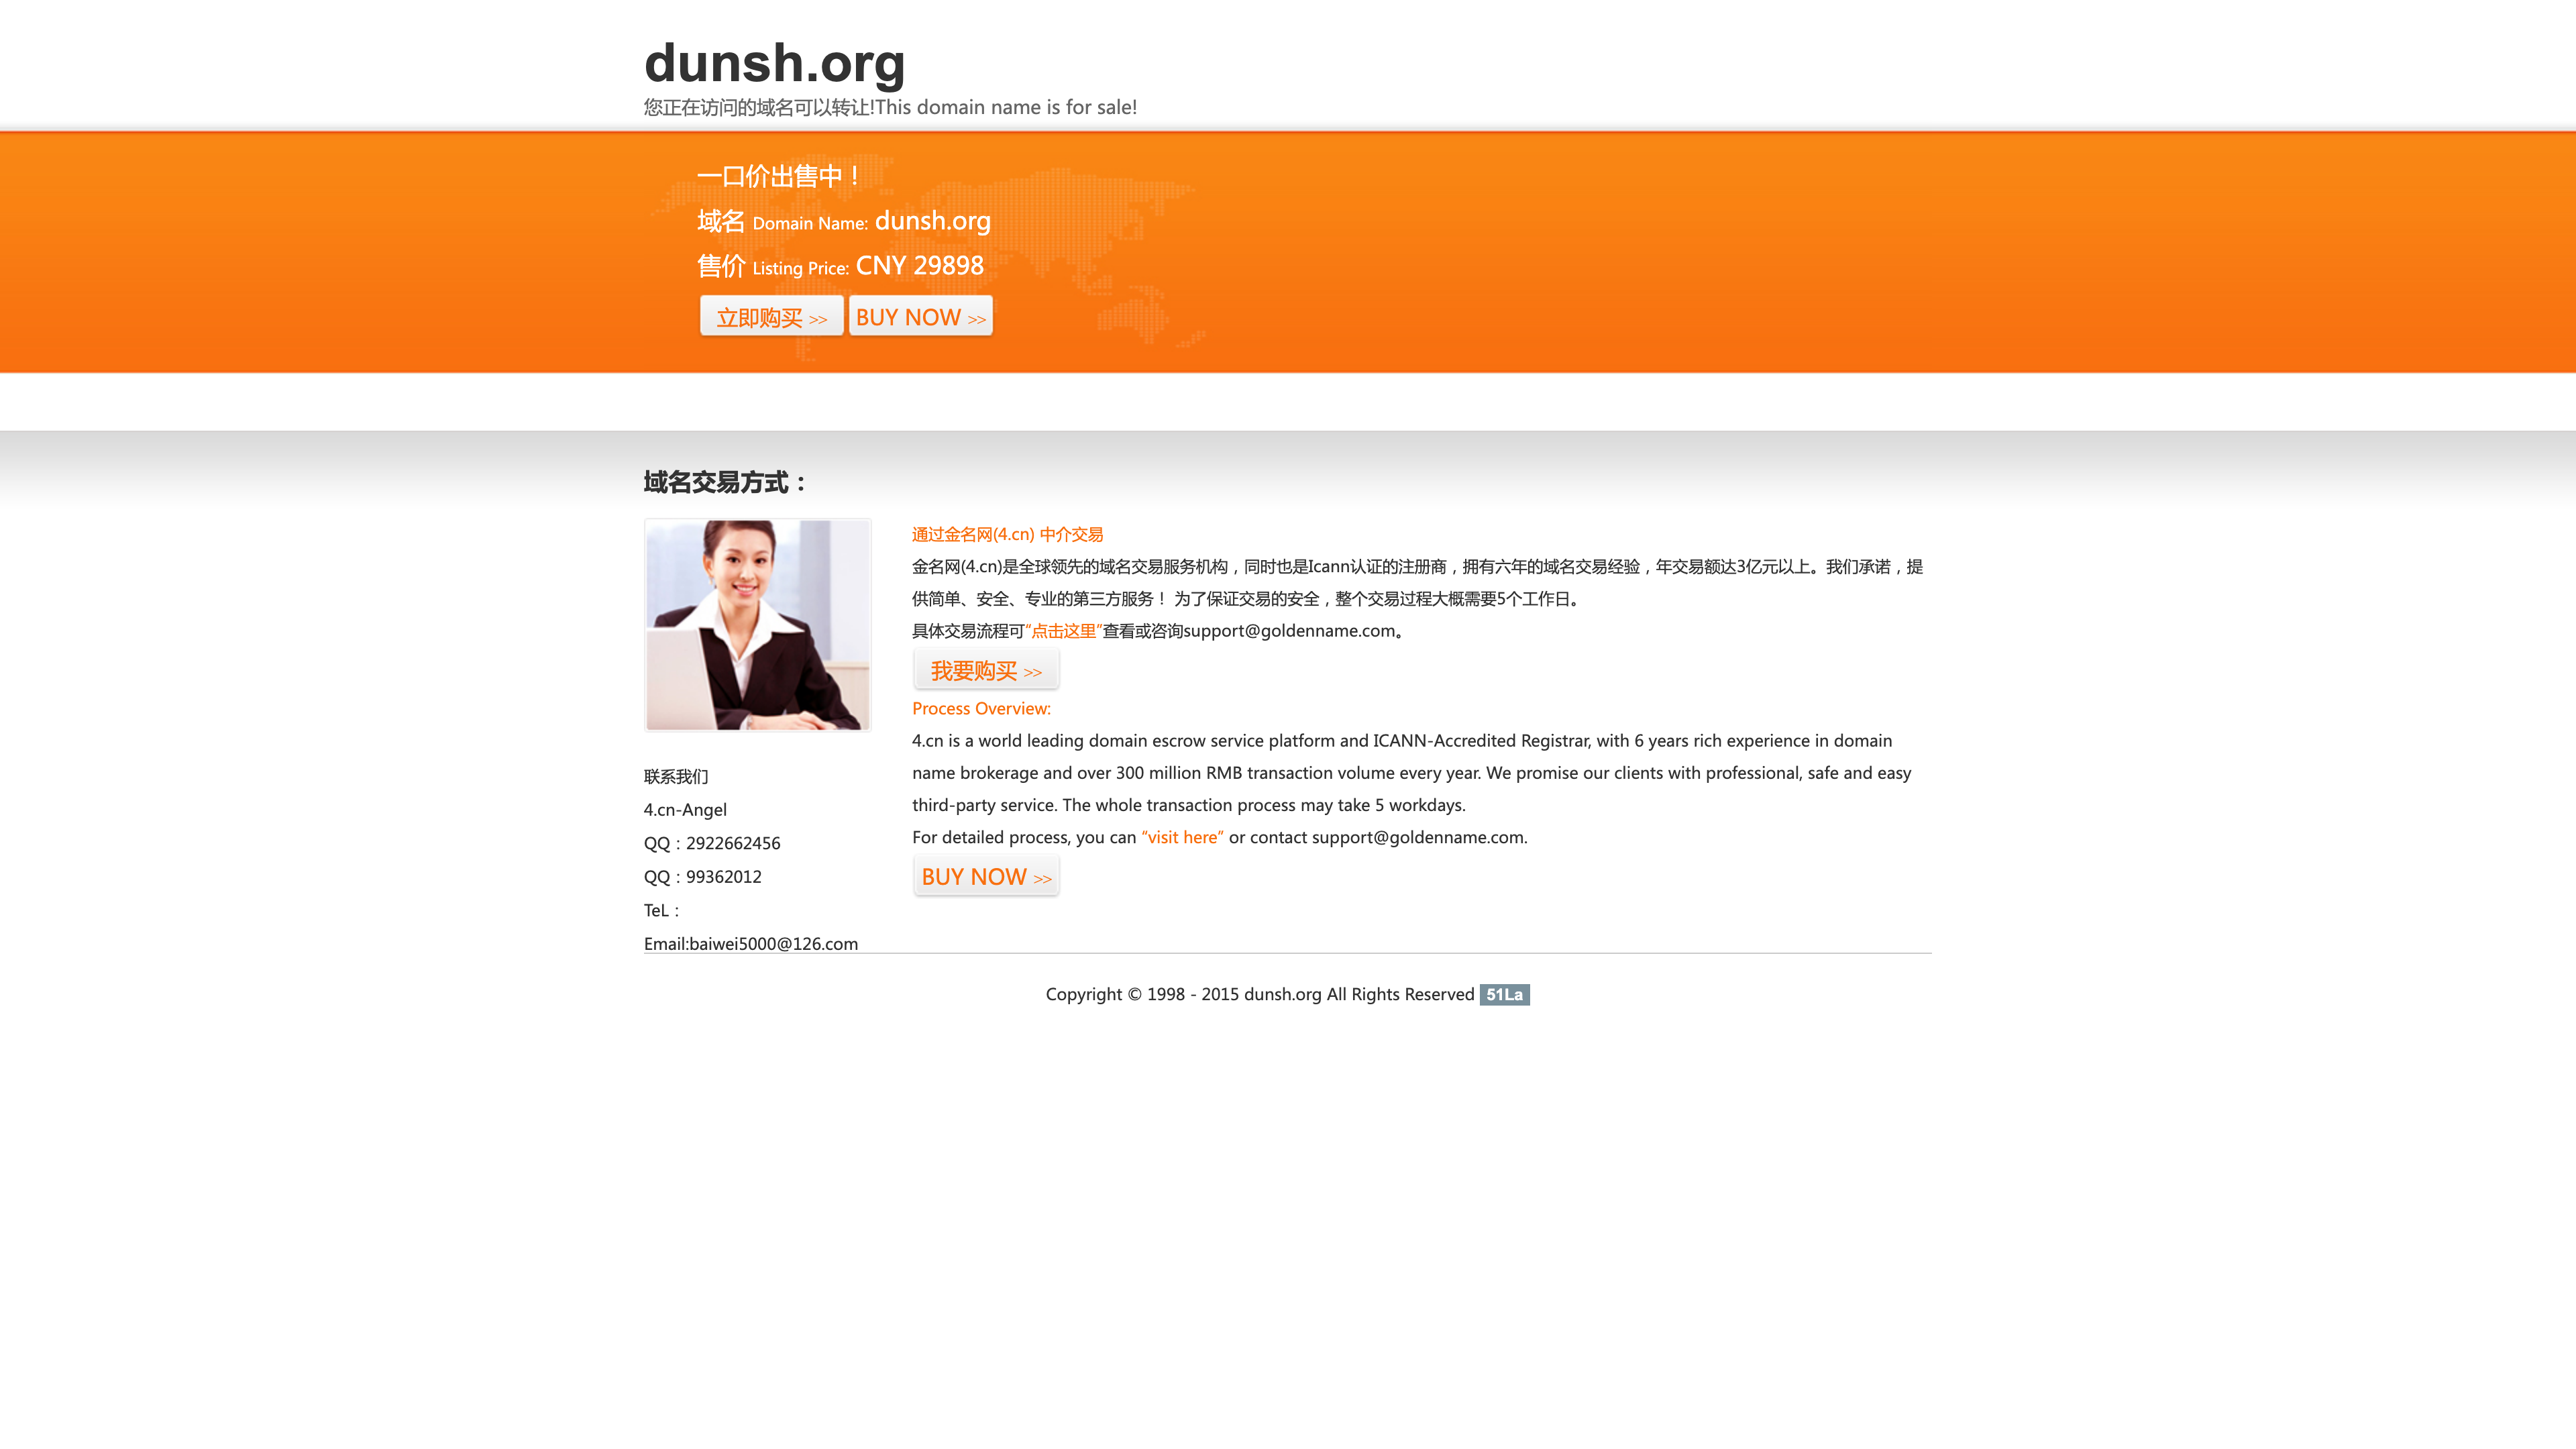 dunsh.org
您正在访问的域名可以转让!This domain name is for sale!
一口价出售中！
域名 Domain Name: dunsh.org
售价 Listing Price: CNY 29898
立即购买 >> BUY NOW >>
域名交易方式：
通过金名网(4.cn) 中介交易
金名网(4.cn)是全球领先的域名交易服务机构，同时也是Icann认证的注册商，拥有六年的域名交易经验，年交易额达3亿元以上。我们承诺，提
供简单、安全、专业的第三方服务！ 为了保证交易的安全，整个交易过程大概需要5个工作日。
具体交易流程可“点击这里”查看或咨询support@goldenname.com。
我要购买 >>
Process Overview:
4.cn is a world leading domain escrow service platform and ICANN-Accredited Registrar, with 6 years rich experience in domain
name brokerage and over 300 million RMB transaction volume every year. We promise our clients with professional, safe and easy
third-party service. The whole transaction process may take 5 workdays.
For detailed process, you can “visit here” or contact support@goldenname.com.
BUY NOW >>
联系我们
4.cn-Angel
QQ：2922662456
QQ：99362012
TeL：
Email:baiwei5000@126.com
Copyright © 1998 - 2015 dunsh.org All Rights Reserved 51La